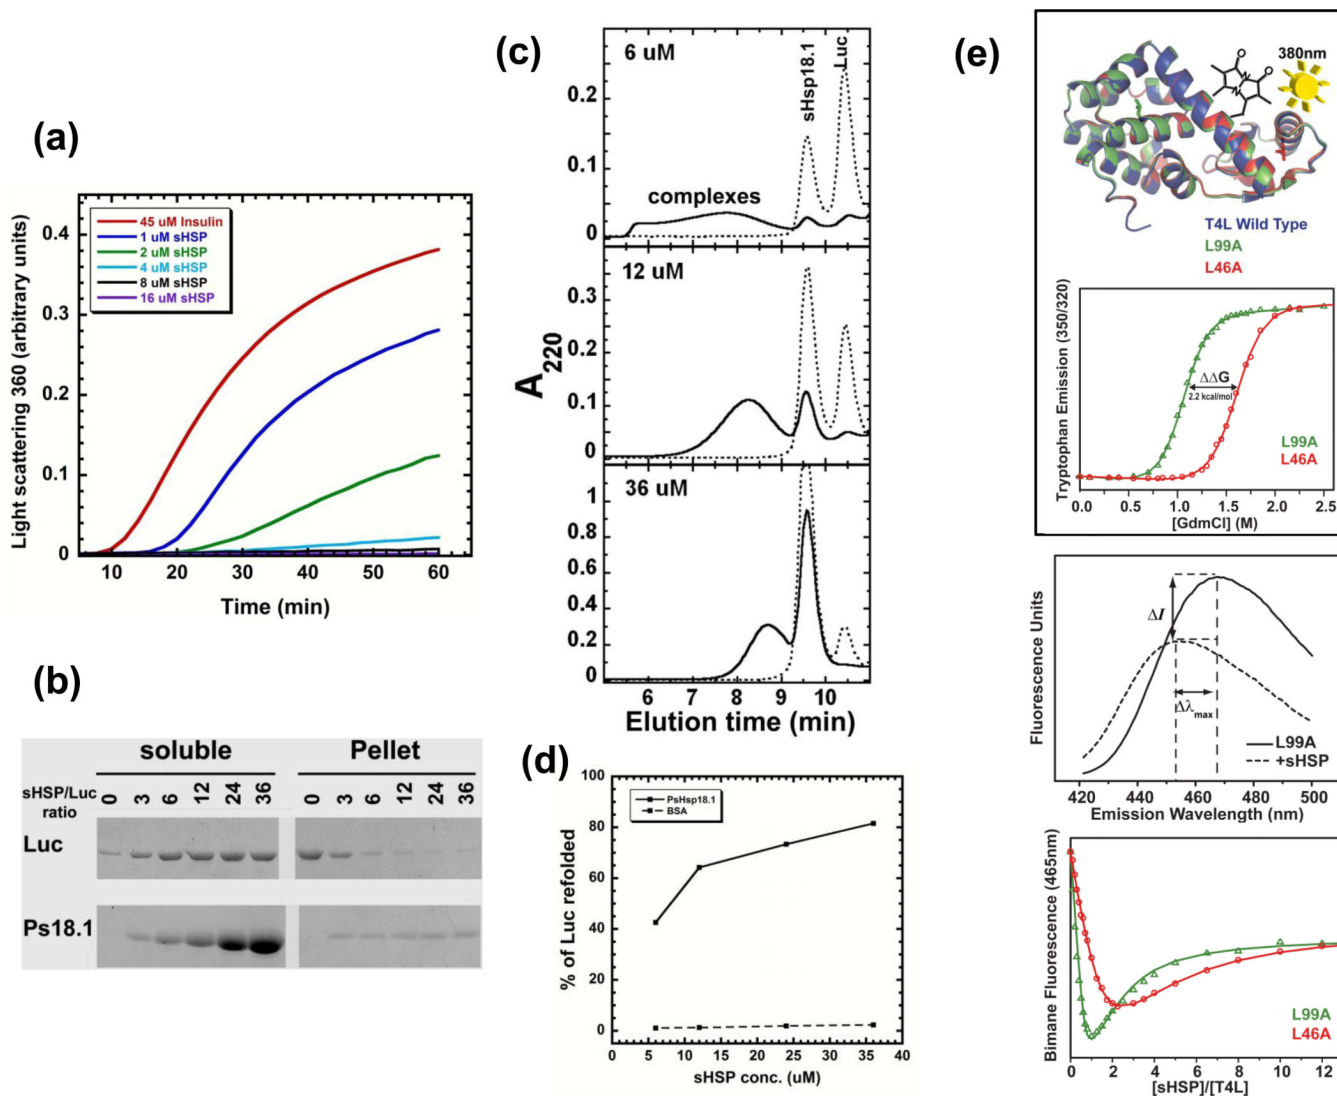 (a)
Light scattering 360 (arbitrary units)
0.4
0.3
0.2
0.1
0
45 uM Insulin
1 uM sHSP
2 uM sHSP
4 uM sHSP
8 uM sHSP
16 uM sHSP
10 20 30 40 50 60
Time (min)
(b)
soluble Pellet
sHSP/Luc ratio
0 3 6 12 24 36 0 3 6 12 24 36
Luc
Ps18.1
(c)
A220
6 uM
sHsp18.1
Luc
complexes
0.2
0.1
0
12 uM
0.3
0.2
0.1
0
36 uM
1
0.8
0.6
0.4
0.2
0
6 7 8 9 10
Elution time (min)
(d)
% of Luc refolded
100
80
60
40
20
0
PsHsp18.1
BSA
0 5 10 15 20 25 30 35 40
sHSP conc. (uM)
(e)
O
N
N
O
380nm
T4L Wild Type
L99A
L46A
Tryptophan Emission (350/320)
ΔΔG
2.2 kcal/mol
L99A
L46A
0.0 0.5 1.0 1.5 2.0 2.5
[GdmCl] (M)
Fluorescence Units
ΔI
Δλmax
L99A
+sHSP
420 440 460 480 500
Emission Wavelength (nm)
Bimane Fluorescence (465nm)
L99A
L46A
0 2 4 6 8 10 12
[sHSP]/[T4L]